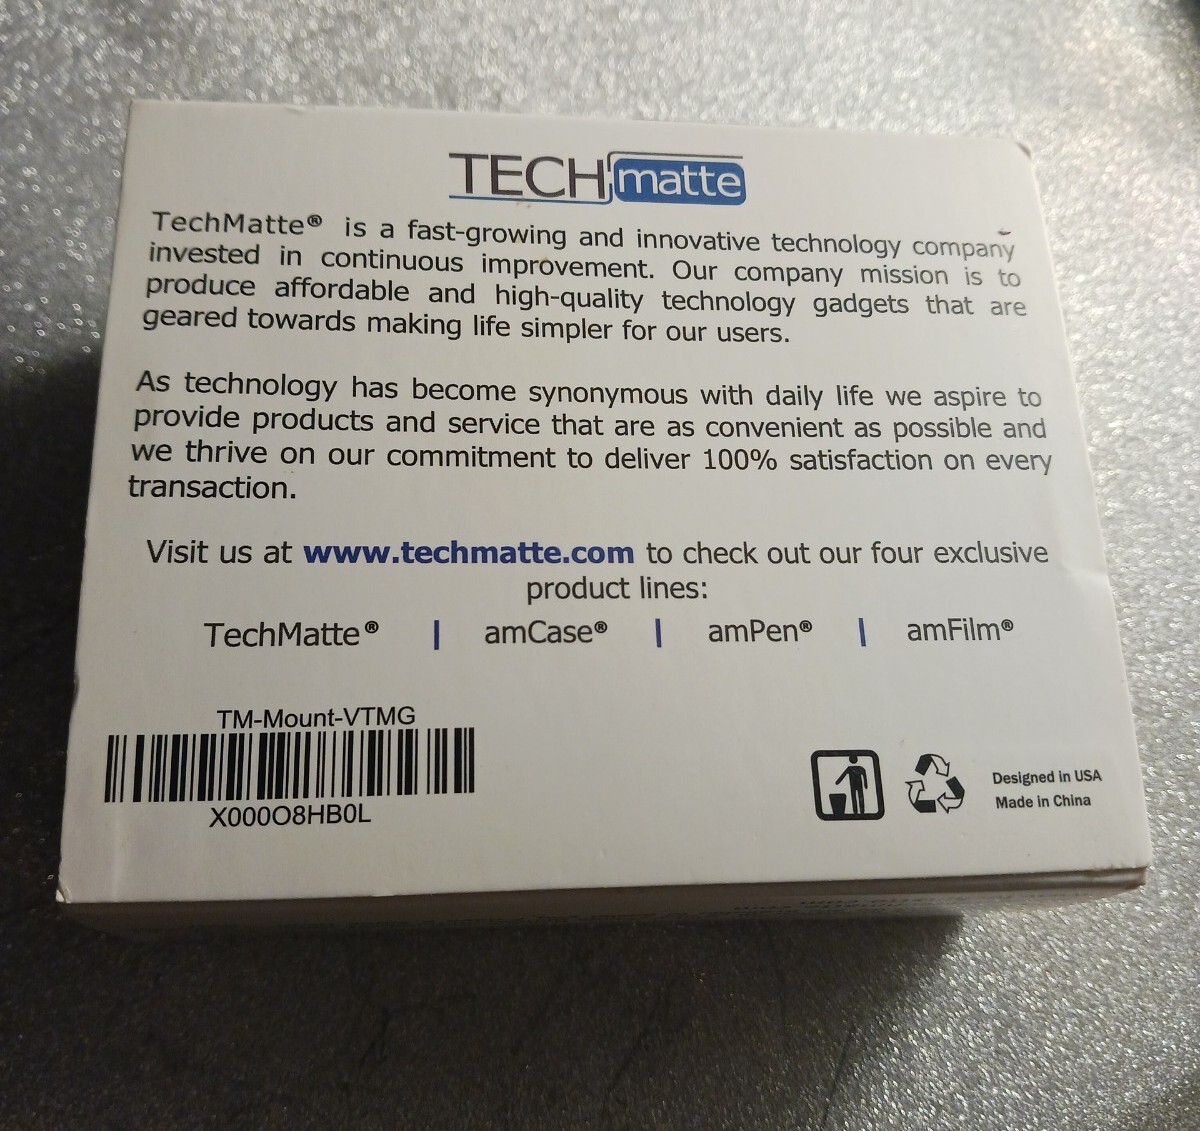 TECH matte
TechMatte® is a fast-growing and innovative technology company
invested in continuous improvement. Our company mission is to
produce affordable and high-quality technology gadgets that are
geared towards making life simpler for our users.
As technology has become synonymous with daily life we aspire to
provide products and service that are as convenient as possible and
we thrive on our commitment to deliver 100% satisfaction on every
transaction.
Visit us at www.techmatte.com to check out our four exclusive
product lines:
TechMatte® | amCase® | amPen® | amFilm®
TM-Mount-VTMG
X000O8HB0L
Designed in USA
Made in China